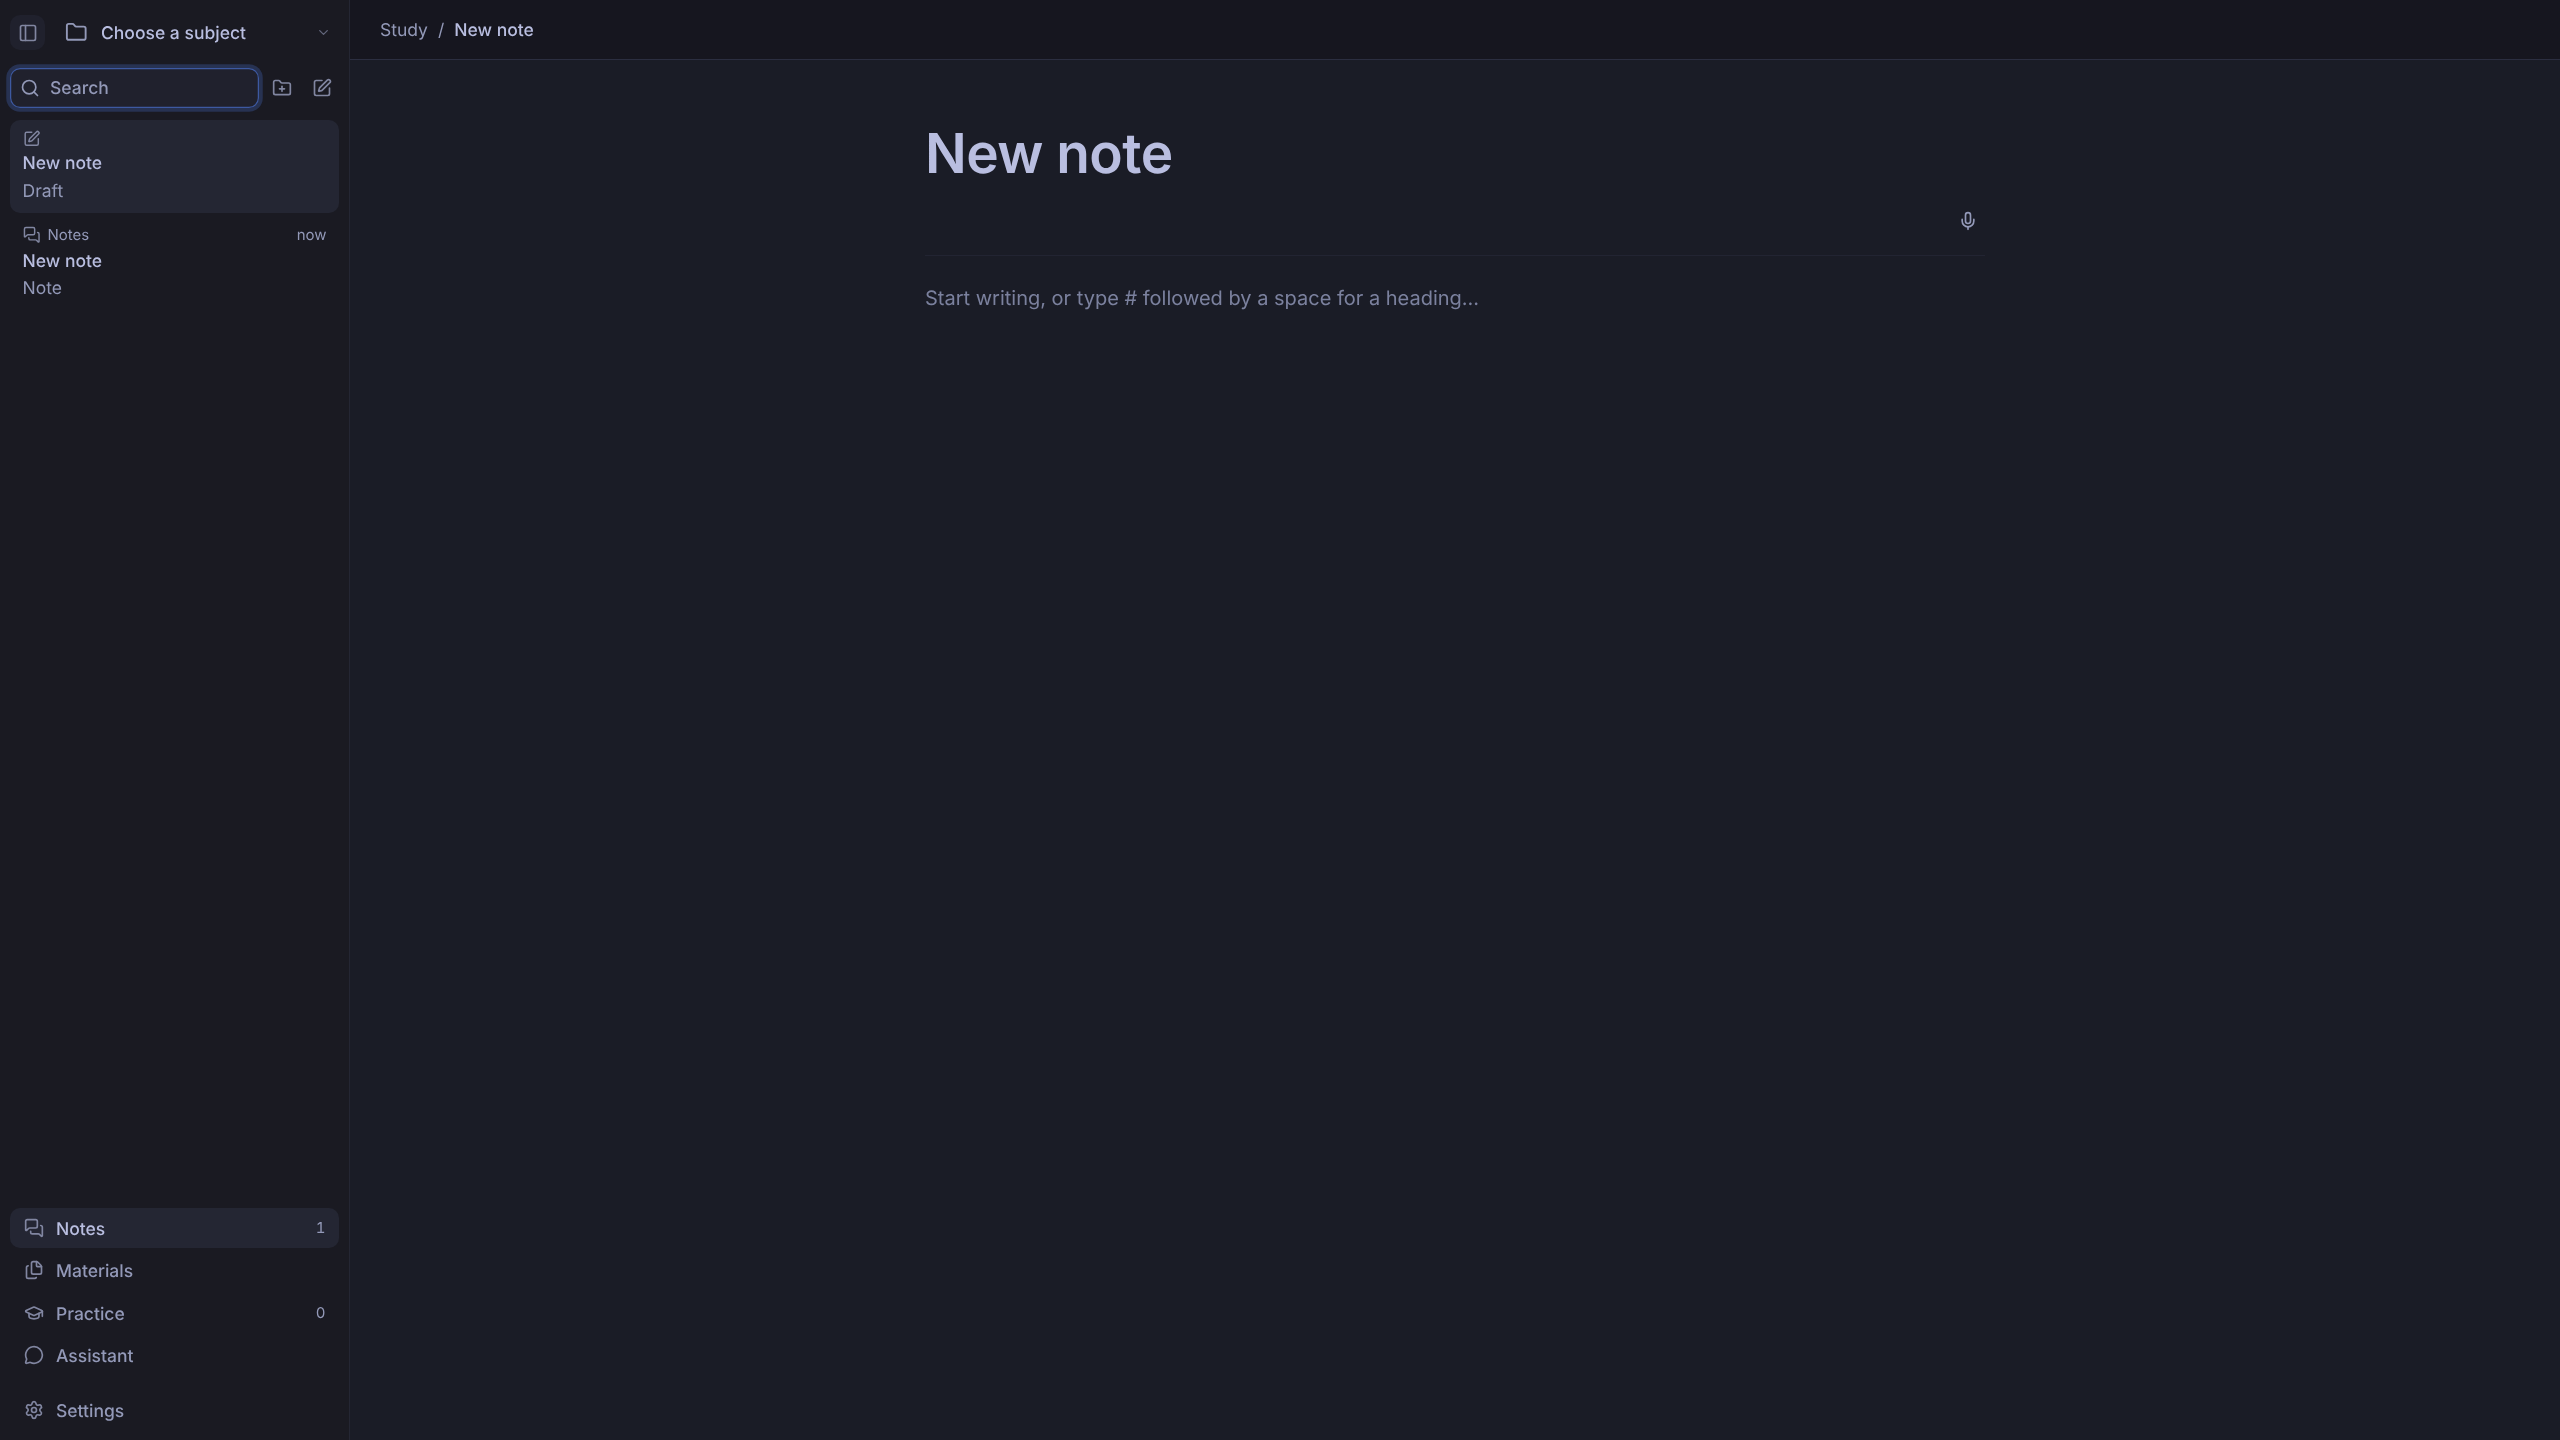 Choose a subject
Study / New note
Search
New note
Draft
Notes now
New note
Note
New note
Start writing, or type # followed by a space for a heading...
Notes 1
Materials
Practice 0
Assistant
Settings